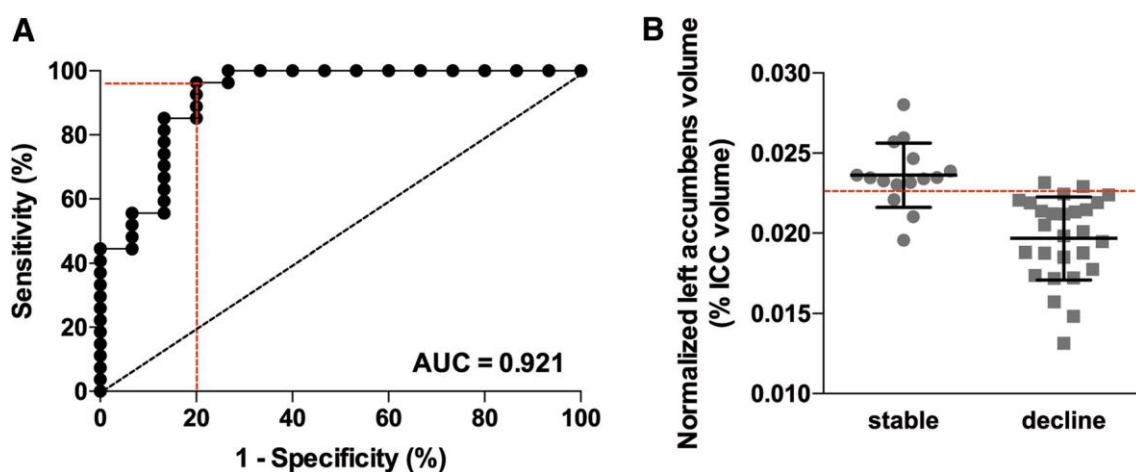 A
100
80
60
40
20
0
Sensitivity (%)
AUC = 0.921
0 20 40 60 80 100
1 - Specificity (%)
B
Normalized left accumbens volume
(% ICC volume)
0.030
0.025
0.020
0.015
0.010
stable decline